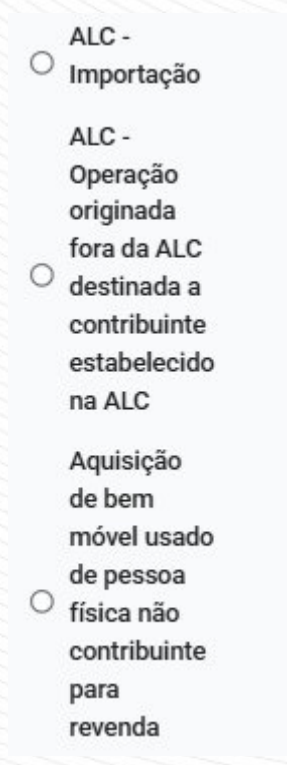 ALC -
Importação
ALC -
Operação
originada
fora da ALC
destinada a
contribuinte
estabelecido
na ALC
Aquisição
de bem
móvel usado
de pessoa
física não
contribuinte
para
revenda